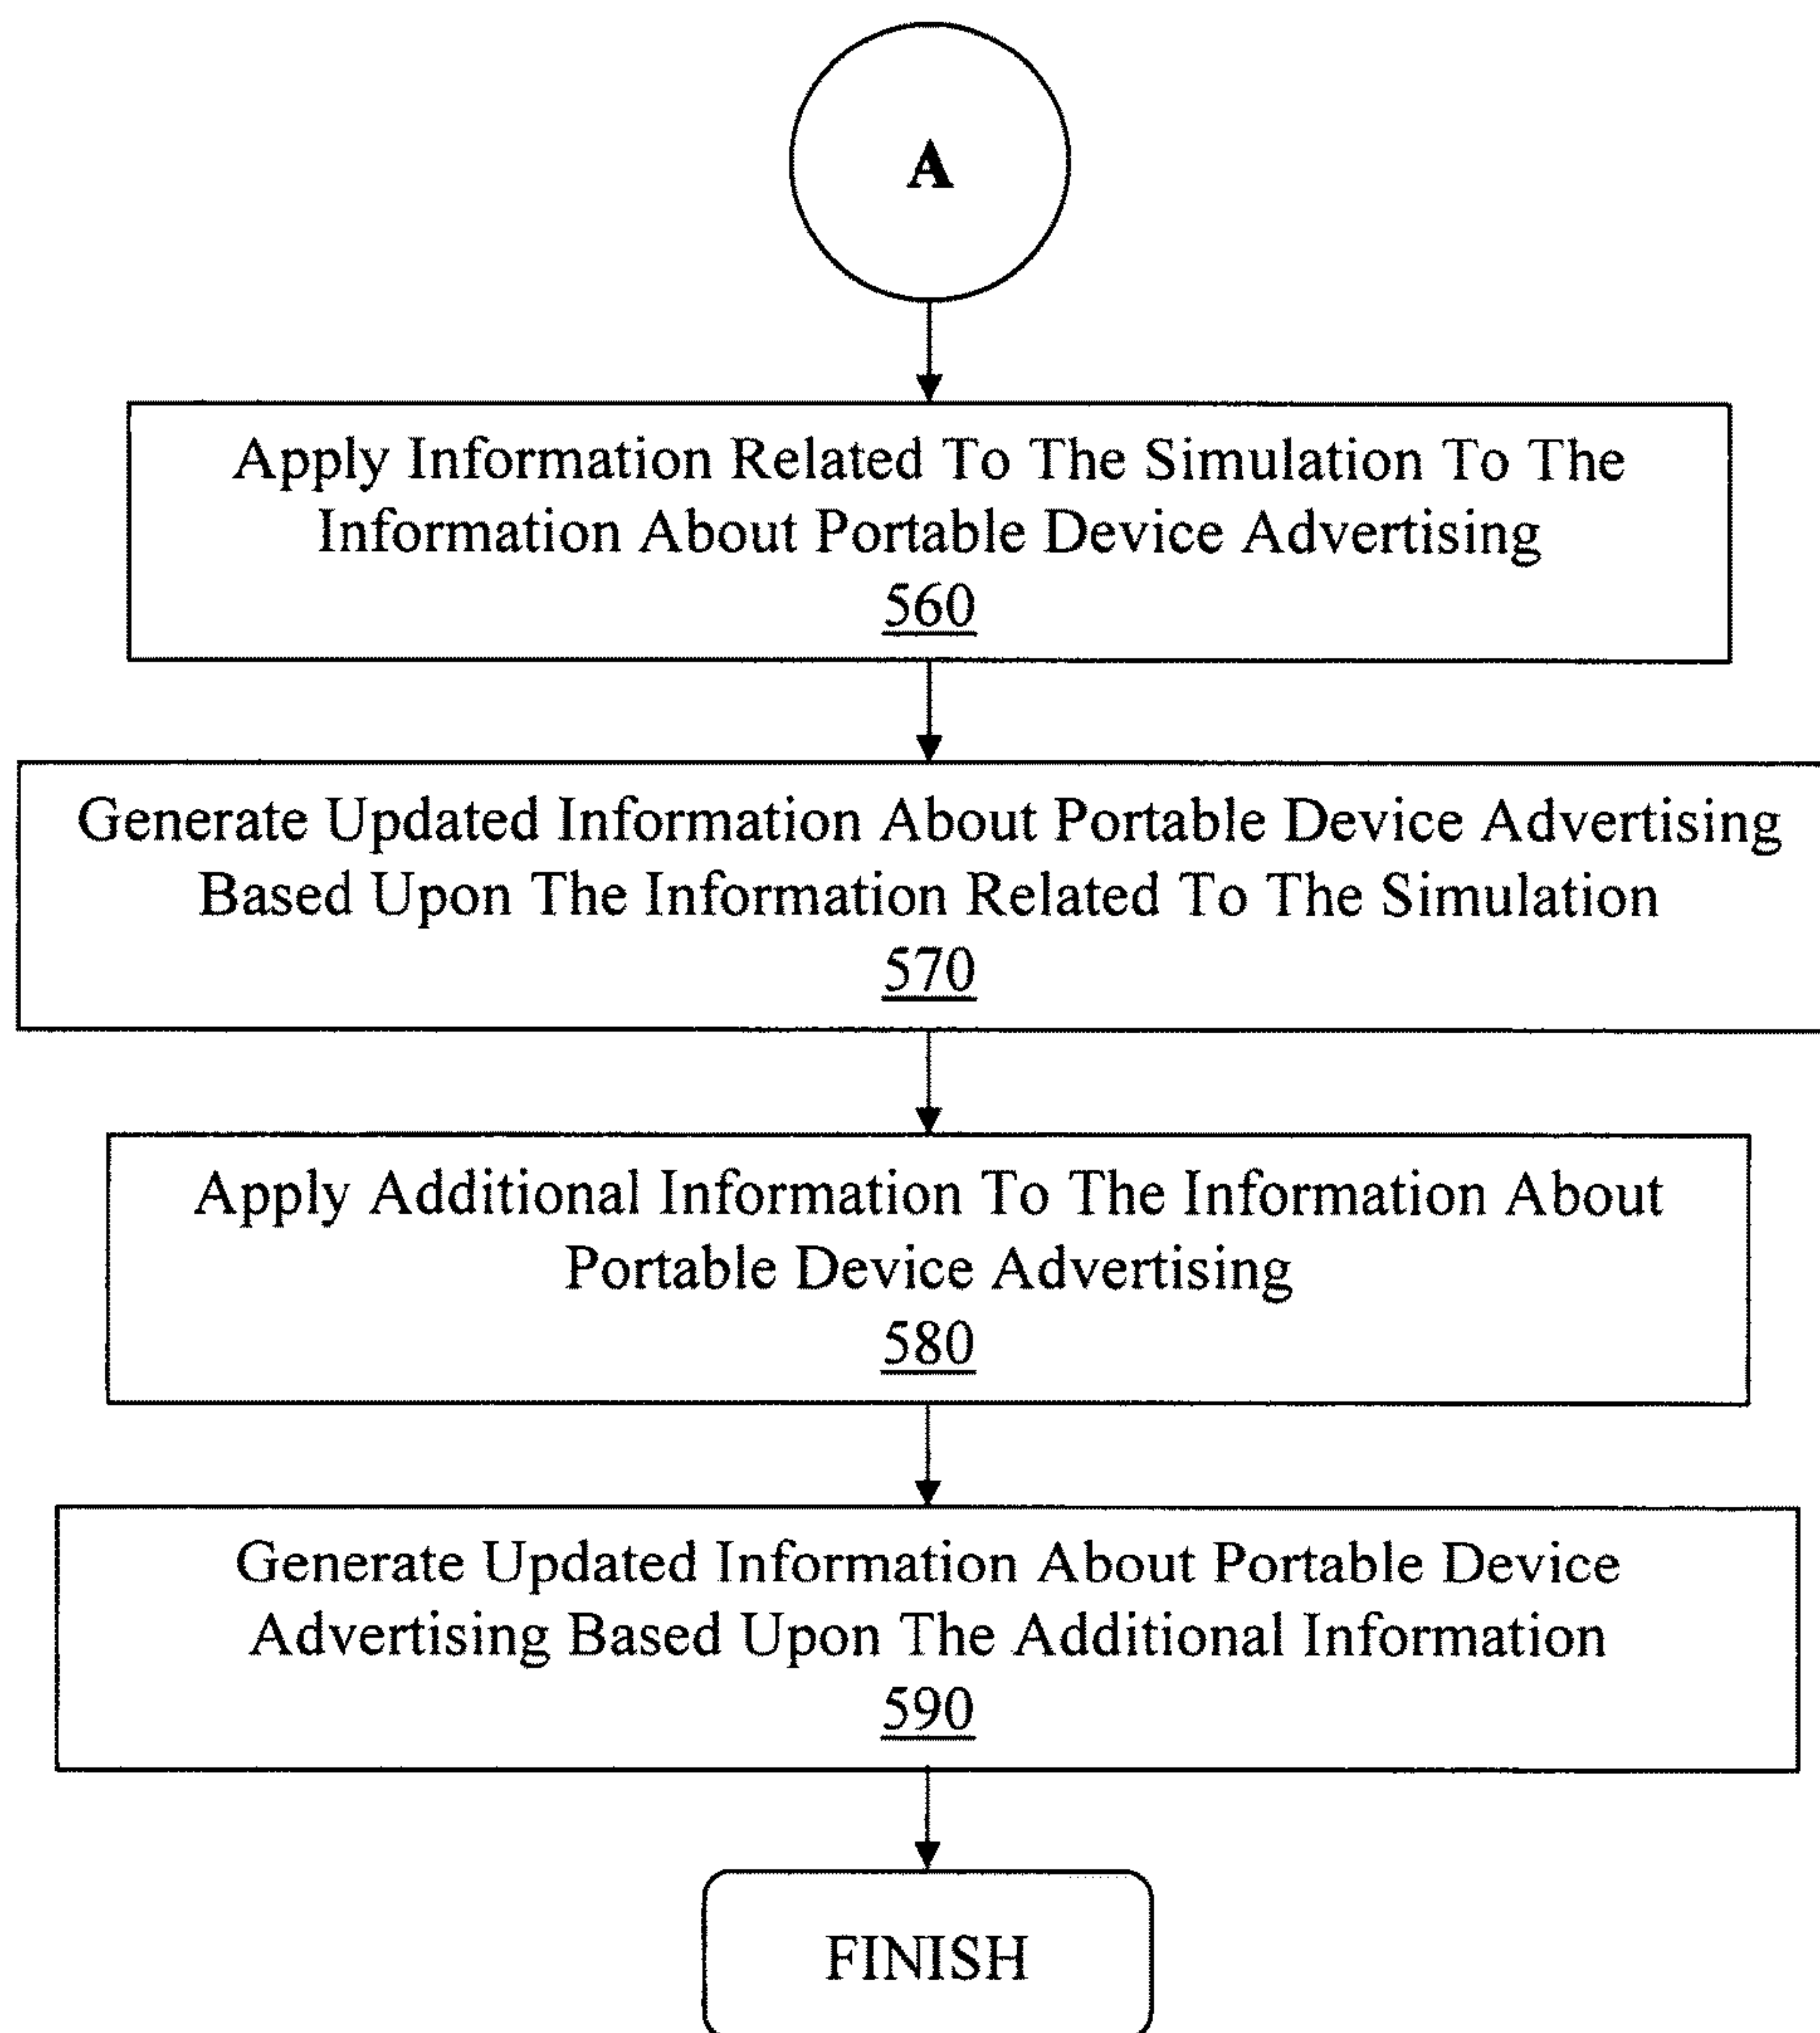 A
Apply Information Related To The Simulation To The
Information About Portable Device Advertising
560
Generate Updated Information About Portable Device Advertising
Based Upon The Information Related To The Simulation
570
Apply Additional Information To The Information About
Portable Device Advertising
580
Generate Updated Information About Portable Device
Advertising Based Upon The Additional Information
590
FINISH